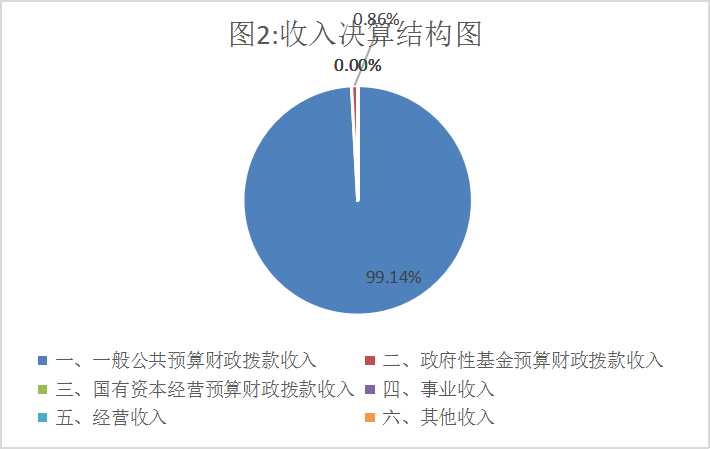 0.86%
图2:收入决算结构图
0.00%
99.14%
一、一般公共预算财政拨款收入
二、政府性基金预算财政拨款收入
三、国有资本经营预算财政拨款收入
四、事业收入
五、经营收入
六、其他收入